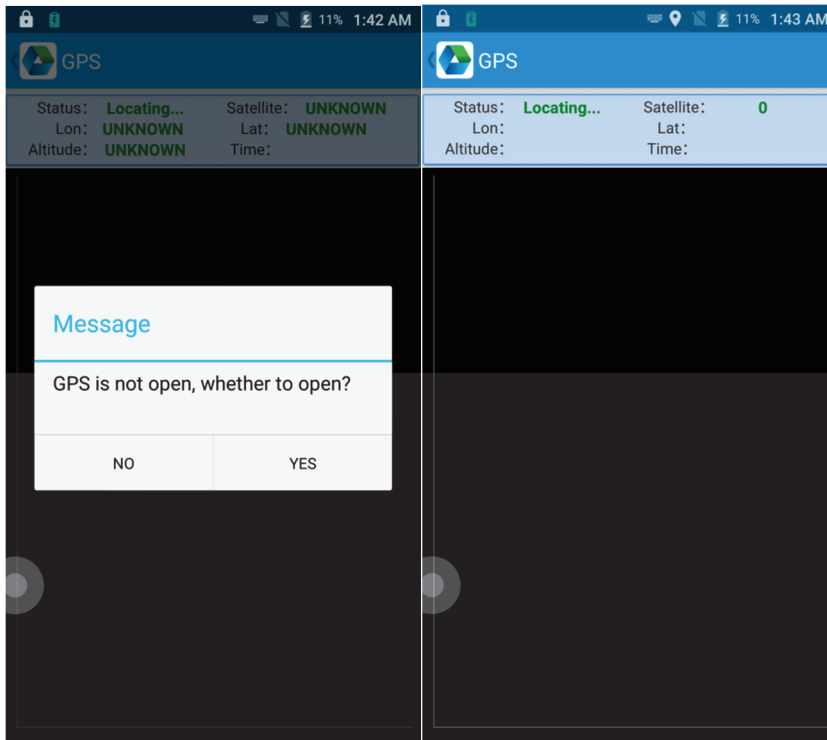 11% 1:42 AM
GPS
Status: Locating... Satellite: UNKNOWN
Lon: UNKNOWN Lat: UNKNOWN
Altitude: UNKNOWN Time:
Message
GPS is not open, whether to open?
NO YES
11% 1:43 AM
GPS
Status: Locating... Satellite: 0
Lon: Lat:
Altitude: Time: